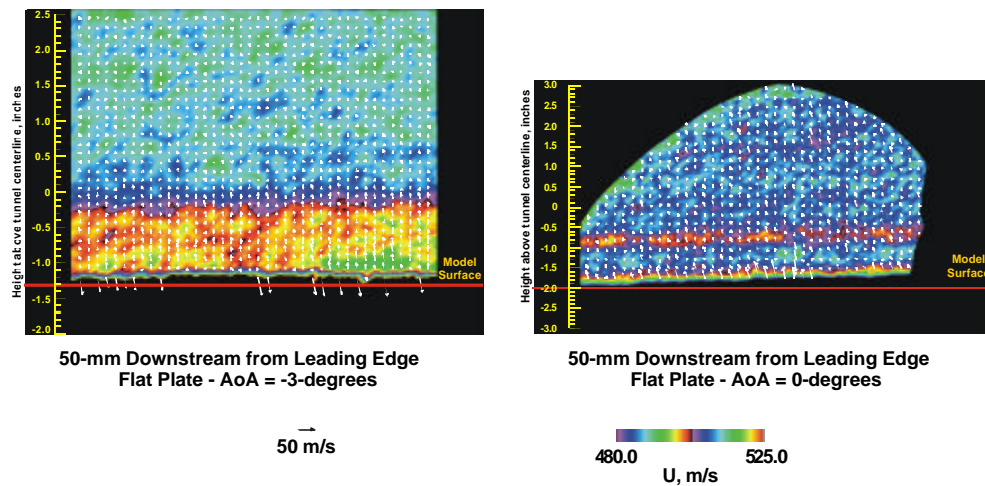 Height above tunnel centerline, inches
2.5
2.0
1.5
1.0
0.5
0
-0.5
-1.0
-1.5
-2.0
Model
Surface
50-mm Downstream from Leading Edge
Flat Plate - AoA = -3-degrees
Height above tunnel centerline, inches
3.0
2.5
2.0
1.5
1.0
0.5
0
-0.5
-1.0
-1.5
-2.0
-2.5
-3.0
Model
Surface
50-mm Downstream from Leading Edge
Flat Plate - AoA = 0-degrees
50 m/s
480.0 525.0
U, m/s